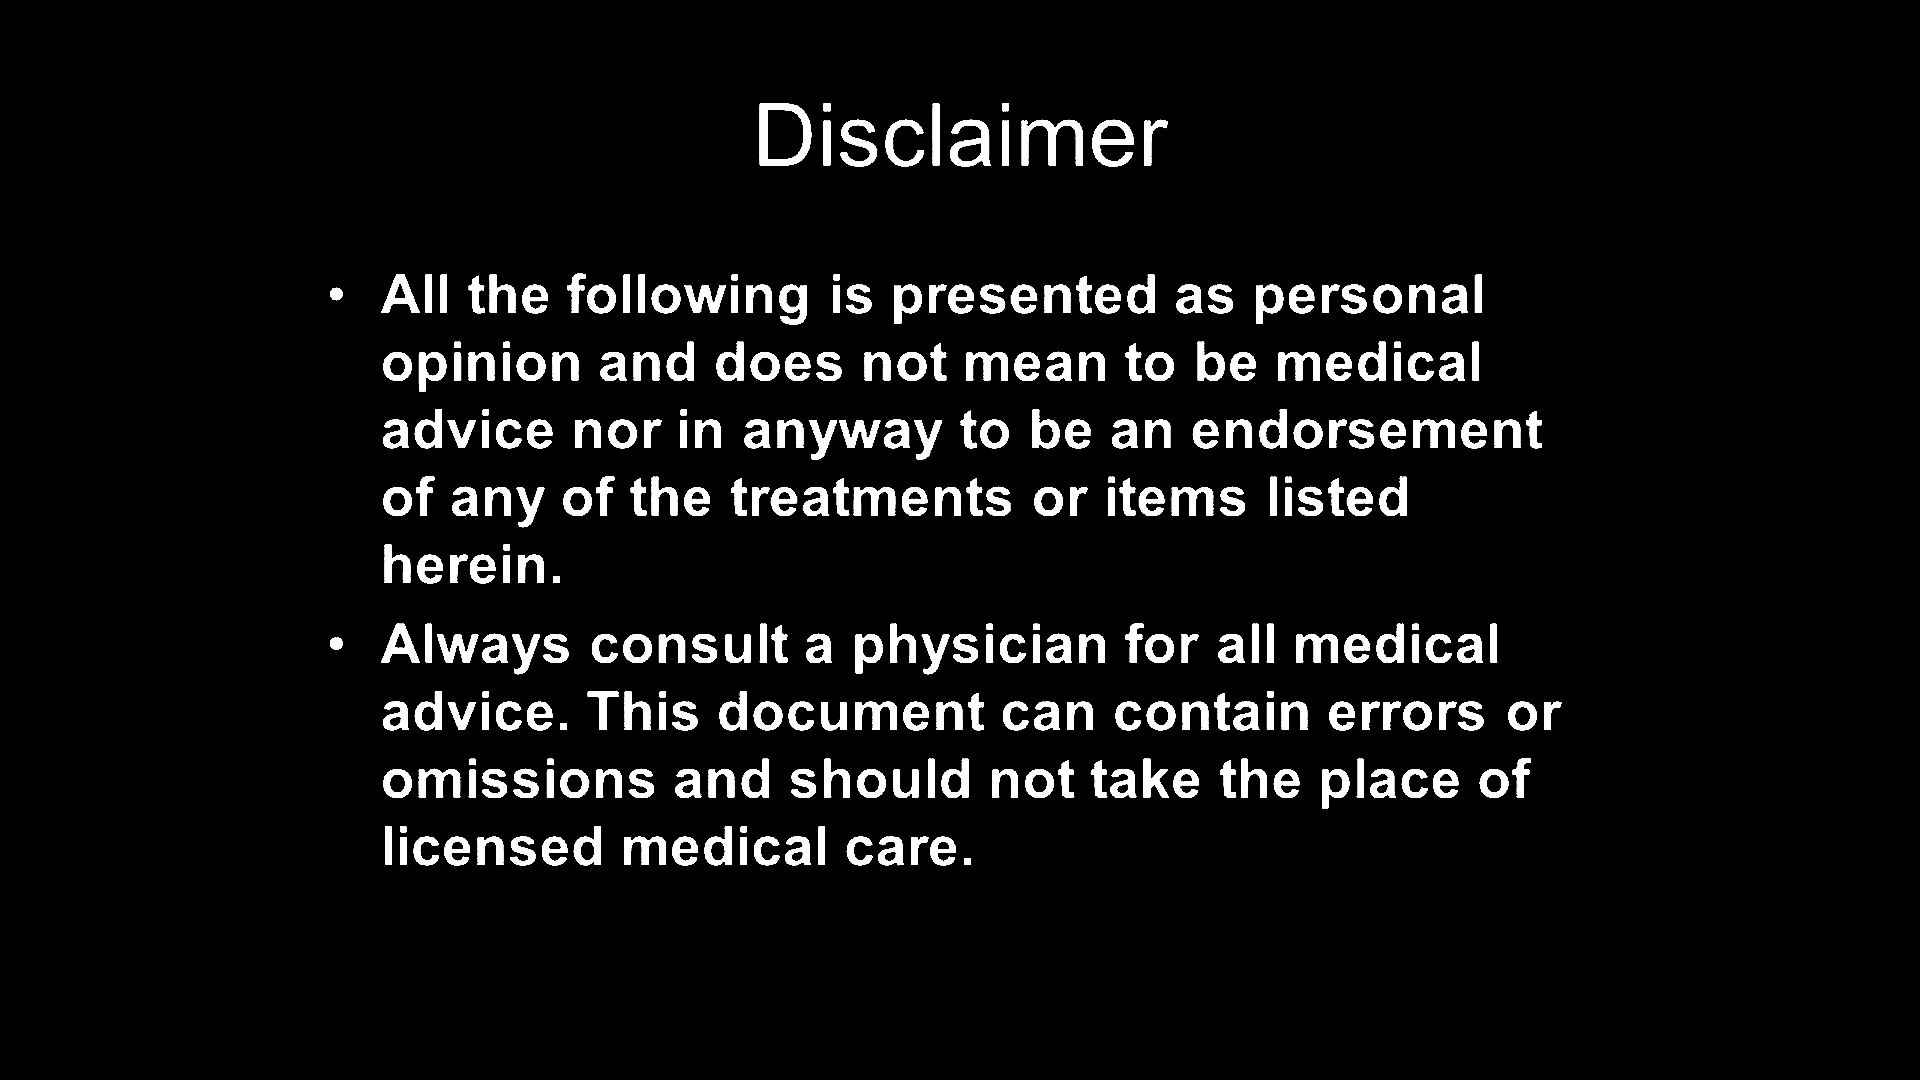 Disclaimer
• All the following is presented as personal
opinion and does not mean to be medical
advice nor in anyway to be an endorsement
of any of the treatments or items listed
herein.
• Always consult a physician for all medical
advice. This document can contain errors or
omissions and should not take the place of
licensed medical care.